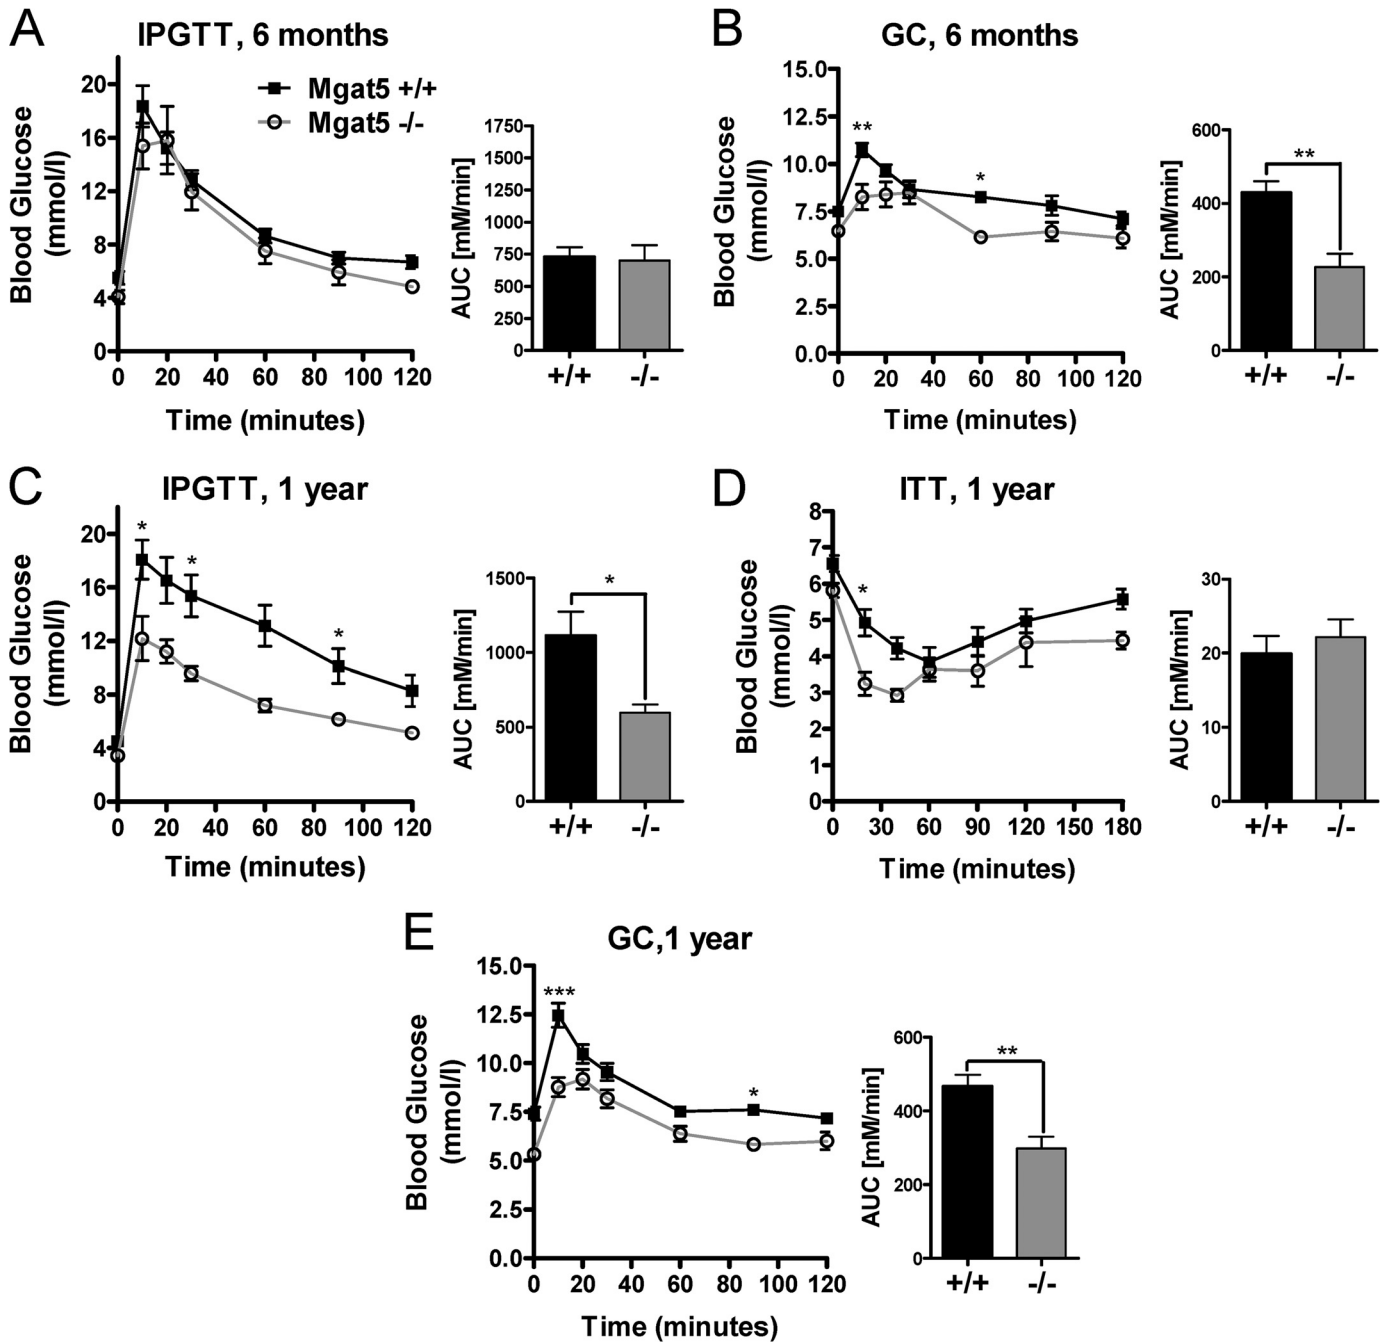 A
IPGTT, 6 months
Mgat5 +/+
Mgat5 -/-
Blood Glucose
(mmol/l)
20
16
12
8
4
0
0 20 40 60 80 100 120
Time (minutes)
AUC [mM/min]
1750
1500
1250
1000
750
500
250
0
+/+ -/-
B
GC, 6 months
Blood Glucose
(mmol/l)
15.0
12.5
10.0
7.5
5.0
2.5
0.0
**
*
0 20 40 60 80 100 120
Time (minutes)
AUC [mM/min]
600
400
200
0
**
+/+ -/-
C
IPGTT, 1 year
Blood Glucose
(mmol/l)
20
16
12
8
4
0
*
*
*
0 20 40 60 80 100 120
Time (minutes)
AUC [mM/min]
1500
1000
500
0
*
+/+ -/-
D
ITT, 1 year
Blood Glucose
(mmol/l)
8
7
6
5
4
3
2
1
0
*
0 30 60 90 120 150 180
Time (minutes)
AUC [mM/min]
30
20
10
0
+/+ -/-
E
GC,1 year
Blood Glucose
(mmol/l)
15.0
12.5
10.0
7.5
5.0
2.5
0.0
***
*
0 20 40 60 80 100 120
Time (minutes)
AUC [mM/min]
600
400
200
0
**
+/+ -/-